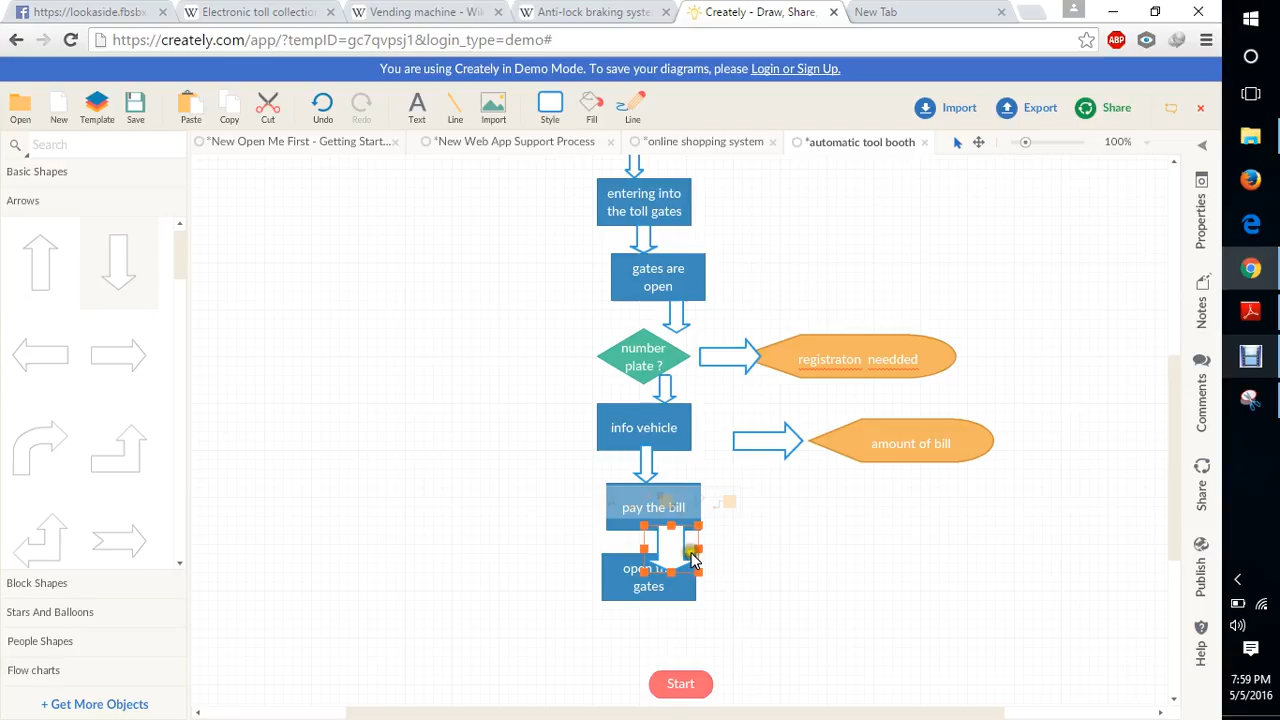 https://lookaside.fbsbx
Electronic toll collection
Vending machine - Wik
Anti-lock braking system
Creately - Draw, Share,
New Tab
https://creately.com/app/?tempID=gc7qvpsj1&login_type=demo#
ABP
You are using Creately in Demo Mode. To save your diagrams, please Login or Sign Up.
Open
New
Template
Save
Paste
Copy
Cut
Undo
Redo
Text
Line
Import
Style
Fill
Line
Import
Export
Share
Search
*New Open Me First - Getting Start...
*New Web App Support Process
*online shopping system
*automatic tool booth
100%
Basic Shapes
Arrows
Block Shapes
Stars And Balloons
People Shapes
Flow charts
+ Get More Objects
entering into
the toll gates
gates are
open
number
plate ?
registraton needded
info vehicle
amount of bill
pay the bill
gates
Start
Properties
Notes
Comments
Share
Publish
Help
7:59 PM
5/5/2016